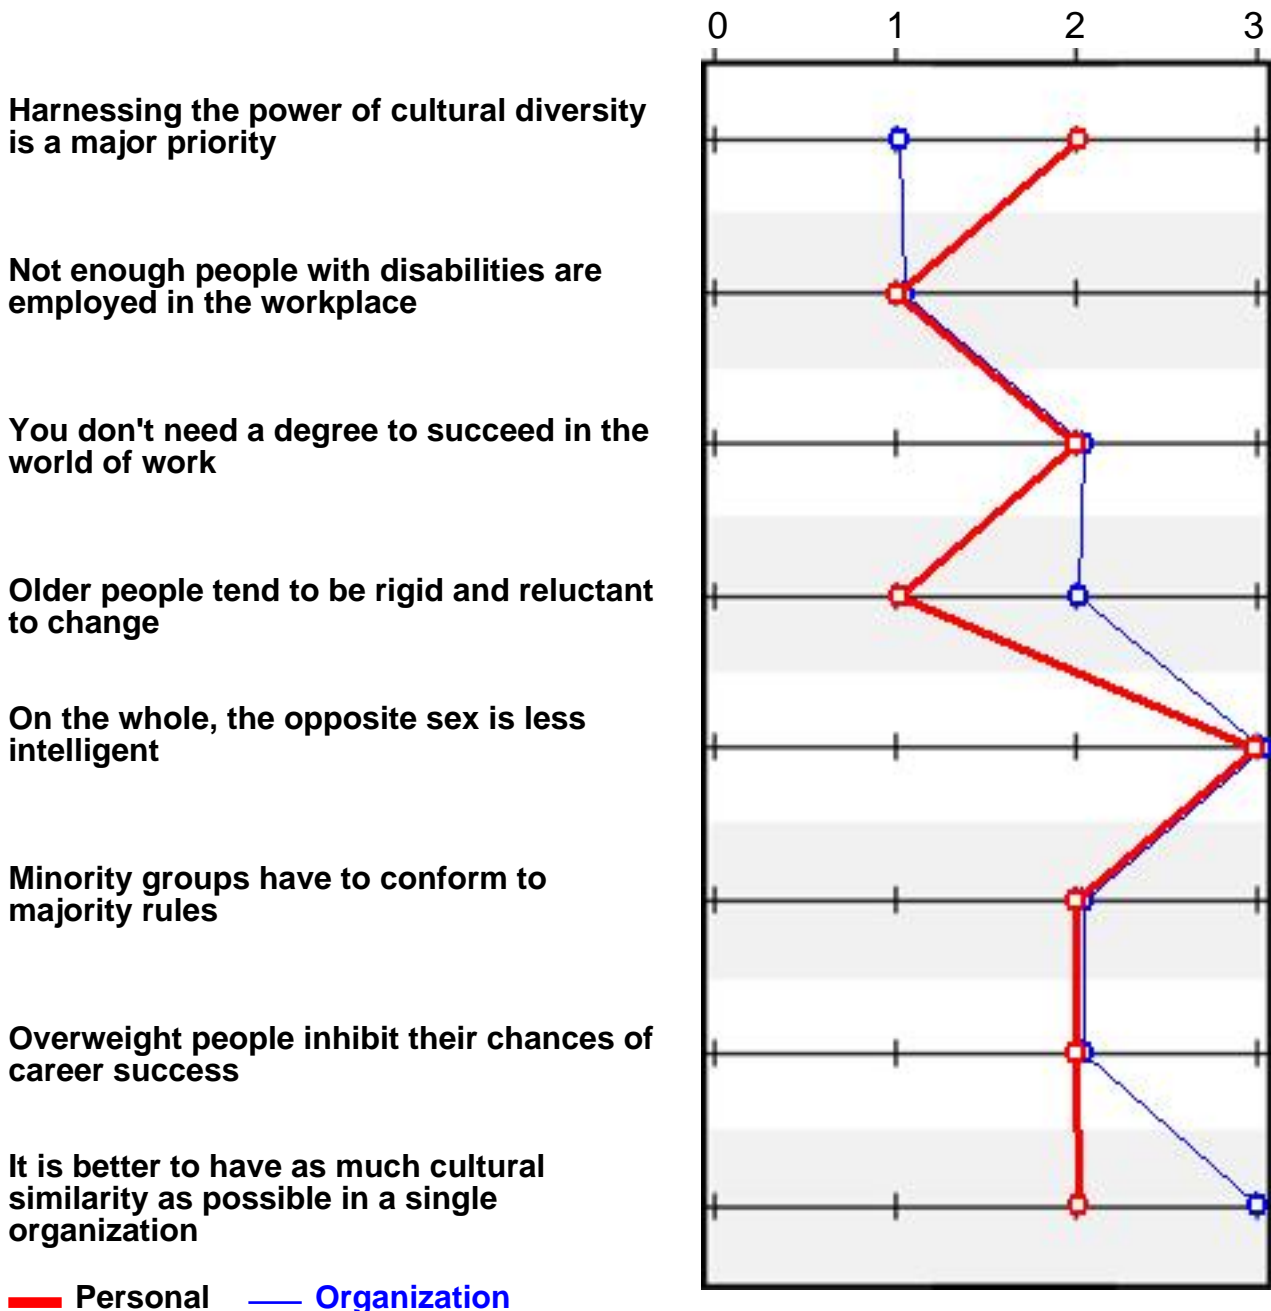 0 1 2 3
Harnessing the power of cultural diversity
is a major priority
Not enough people with disabilities are
employed in the workplace
You don't need a degree to succeed in the
world of work
Older people tend to be rigid and reluctant
to change
On the whole, the opposite sex is less
intelligent
Minority groups have to conform to
majority rules
Overweight people inhibit their chances of
career success
It is better to have as much cultural
similarity as possible in a single
organization
Personal Organization